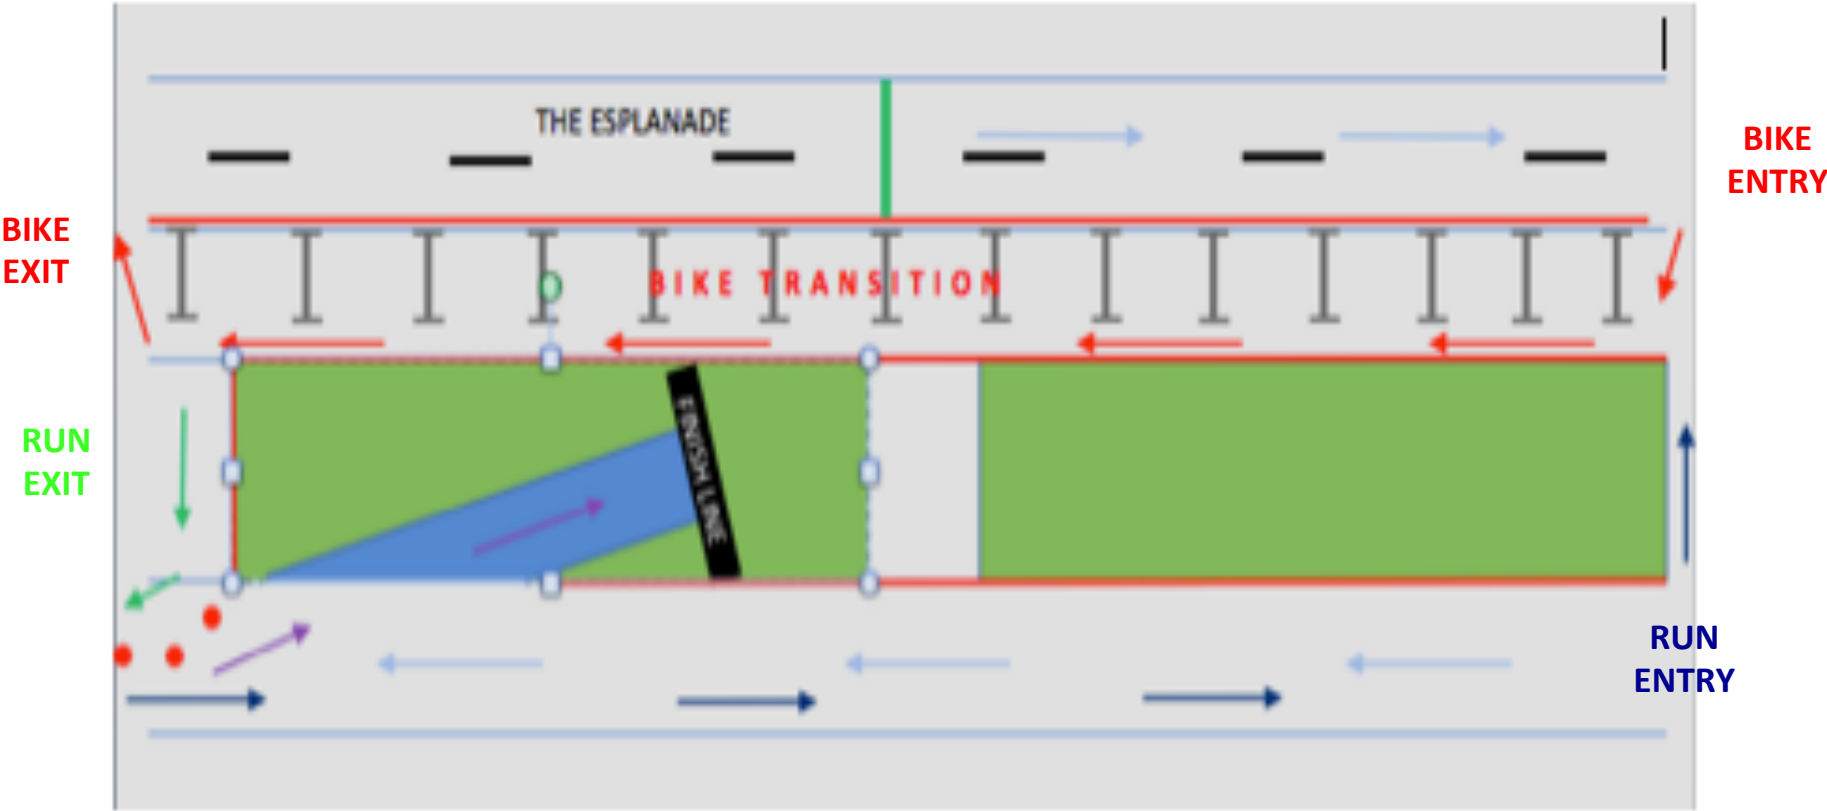 THE ESPLANADE
BIKE
ENTRY
BIKE
EXIT
BIKE TRANSITION
FINISH LINE
RUN
EXIT
RUN
ENTRY